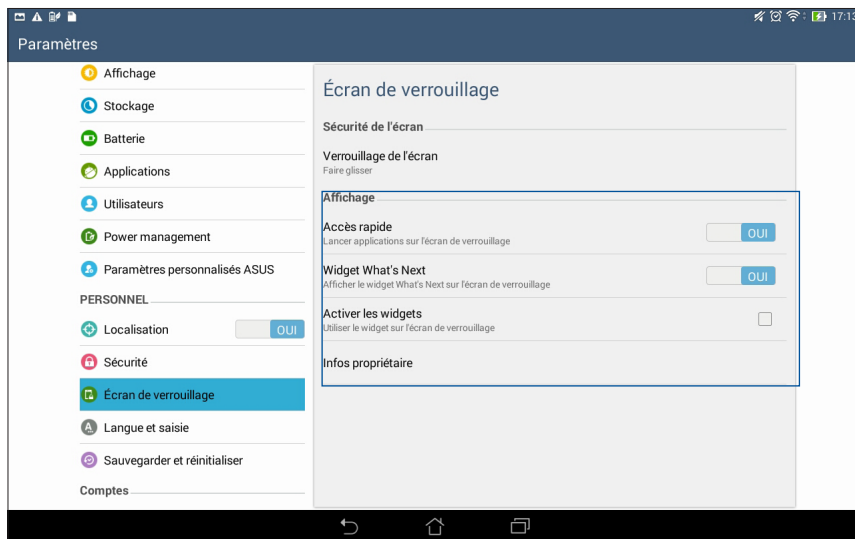 17:13
Paramètres
Affichage
Stockage
Batterie
Applications
Utilisateurs
Power management
Paramètres personnalisés ASUS
PERSONNEL
Localisation OUI
Sécurité
Écran de verrouillage
Langue et saisie
Sauvegarder et réinitialiser
Comptes
Écran de verrouillage
Sécurité de l'écran
Verrouillage de l'écran
Faire glisser
Affichage
Accès rapide OUI
Lancer applications sur l'écran de verrouillage
Widget What's Next OUI
Afficher le widget What's Next sur l'écran de verrouillage
Activer les widgets
Utiliser le widget sur l'écran de verrouillage
Infos propriétaire